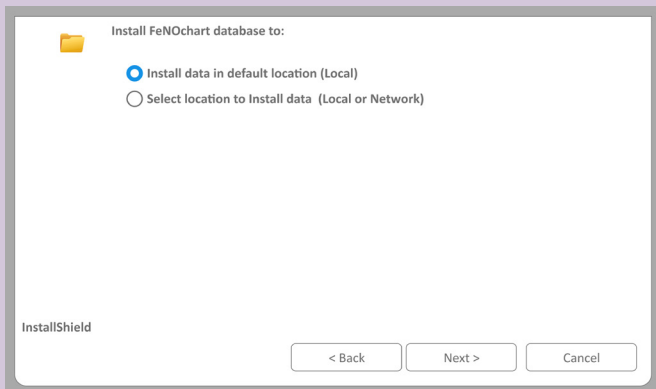 Install FeNOchart database to:
Install data in default location (Local)
Select location to Install data (Local or Network)
InstallShield
< Back
Next >
Cancel